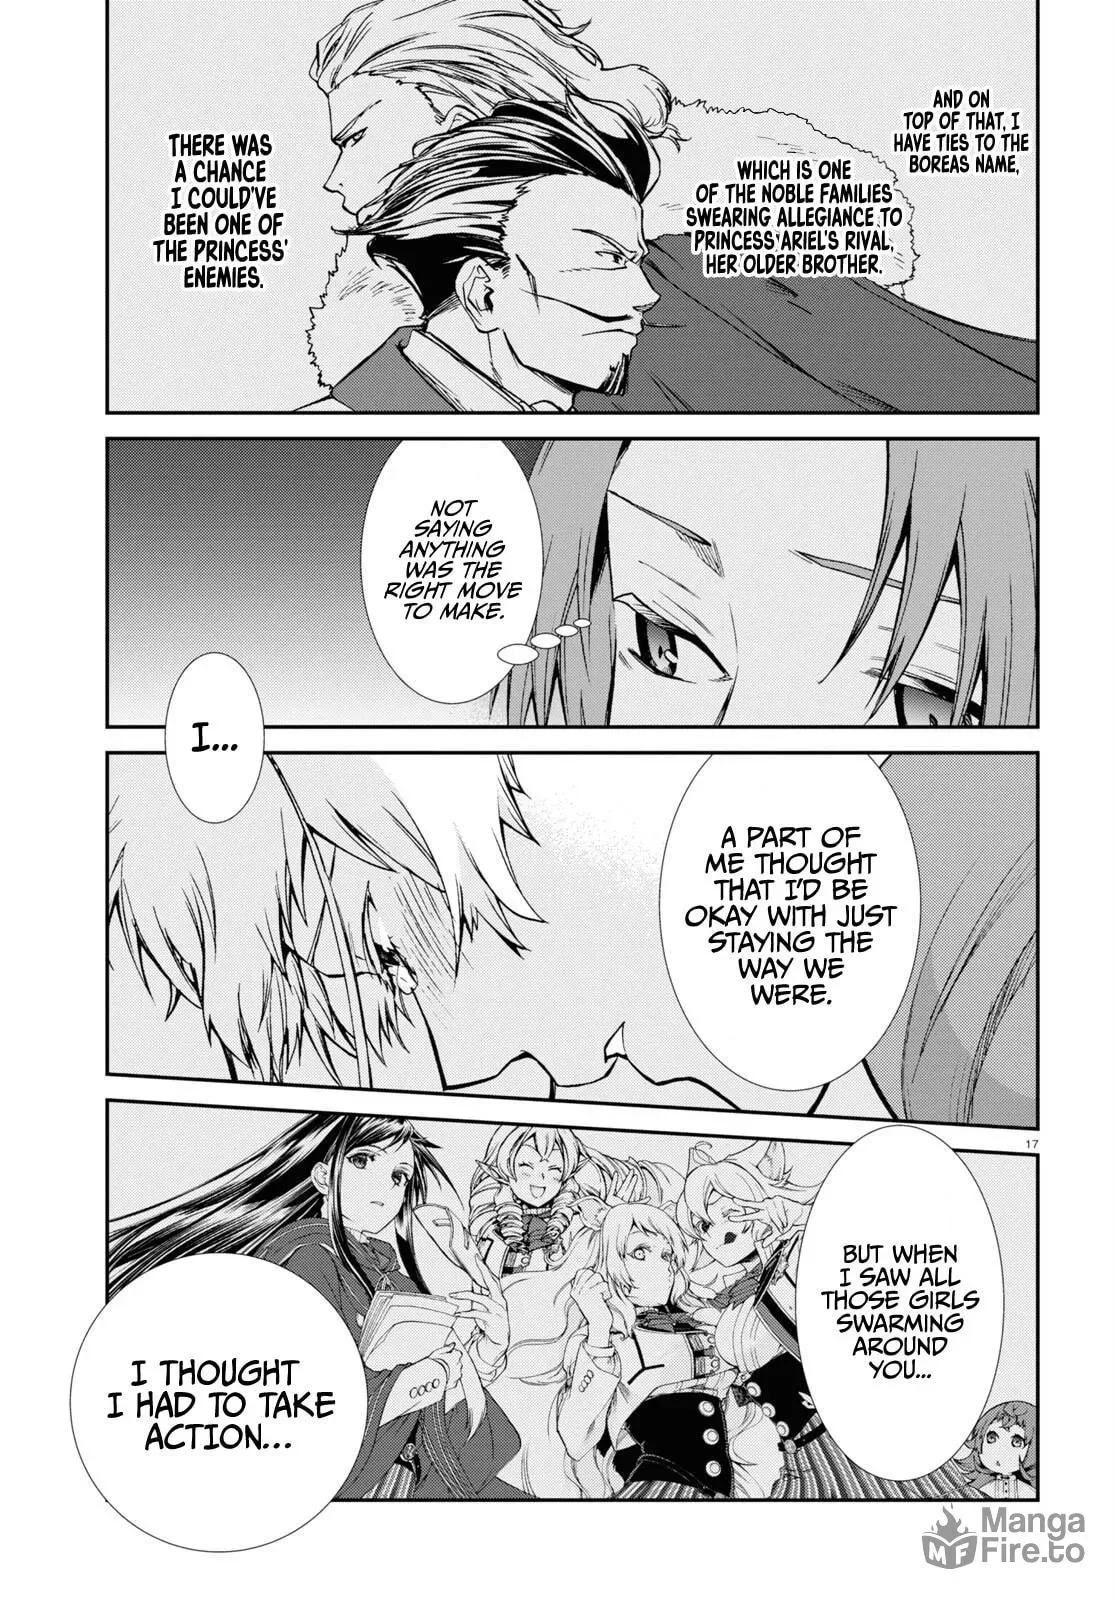 AND ON
TOP OF THAT, I
HAVE TIES TO THE
BOREAS NAME,
WHICH IS ONE
OF THE NOBLE FAMILIES
SWEARING ALLEGIANCE TO
PRINCESS ARIEL'S RIVAL,
HER OLDER BROTHER.
THERE WAS
A CHANCE
I COULD'VE
BEEN ONE OF
THE PRINCESS'
ENEMIES.
NOT
SAYING
ANYTHING
WAS THE
RIGHT MOVE
TO MAKE.
I...
A PART OF
ME THOUGHT
THAT I'D BE
OKAY WITH JUST
STAYING THE
WAY WE
WERE.
17
BUT WHEN
I SAW ALL
THOSE GIRLS
SWARMING
AROUND
YOU...
I THOUGHT
I HAD TO TAKE
ACTION...
MF
Manga
Fire.to